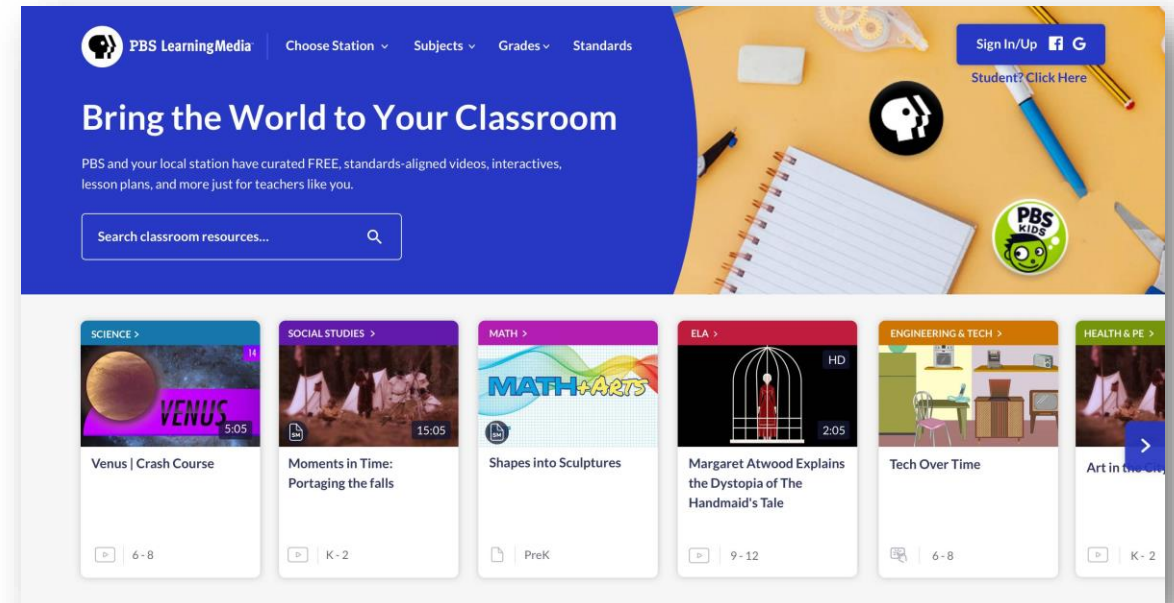 PBS LearningMedia
Choose Station
Subjects
Grades
Standards
Sign In/Up
G
Student? Click Here
Bring the World to Your Classroom
PBS and your local station have curated FREE, standards-aligned videos, interactives,
lesson plans, and more just for teachers like you.
Search classroom resources...
PBS
KIDS
SCIENCE >
14
VENUS
5:05
Venus | Crash Course
6 - 8
SOCIAL STUDIES >
SM
15:05
Moments in Time:
Portaging the falls
K - 2
MATH >
MATH+ARTS
SM
Shapes into Sculptures
PreK
ELA >
HD
2:05
Margaret Atwood Explains
the Dystopia of The
Handmaid's Tale
9 - 12
ENGINEERING & TECH >
Tech Over Time
6 - 8
HEALTH & PE >
Art in the City
K - 2